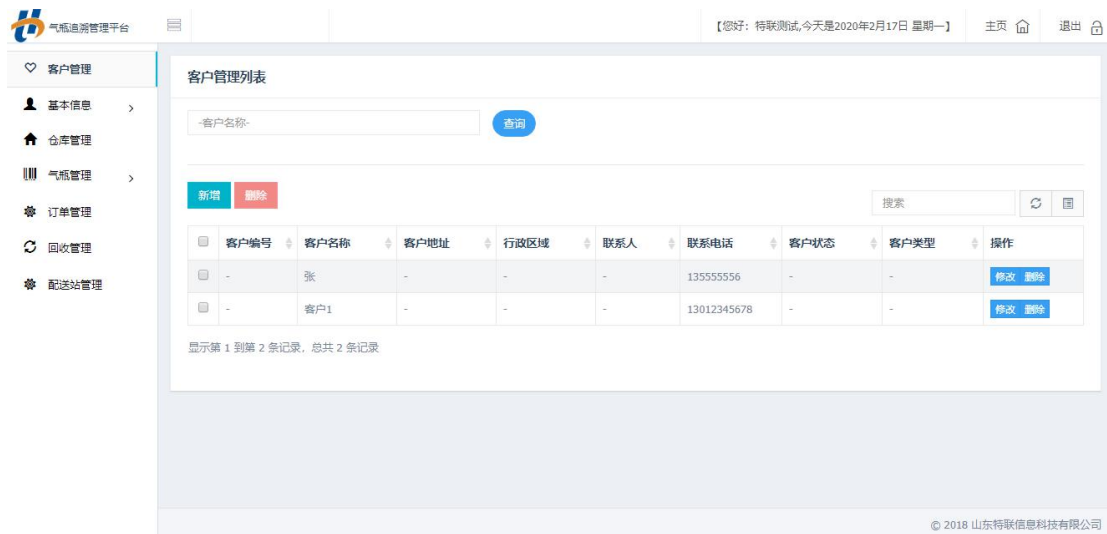 气瓶追溯管理平台
【您好：特联测试,今天是2020年2月17日 星期一】 主页 退出
客户管理
基本信息
仓库管理
气瓶管理
订单管理
回收管理
配送站管理
客户管理列表
-客户名称- 查询
新增 删除 搜索
客户编号 客户名称 客户地址 行政区域 联系人 联系电话 客户状态 客户类型 操作
- 张 - - - 135555556 - - 修改 删除
- 客户1 - - - 13012345678 - - 修改 删除
显示第 1 到第 2 条记录，总共 2 条记录
© 2018 山东特联信息科技有限公司